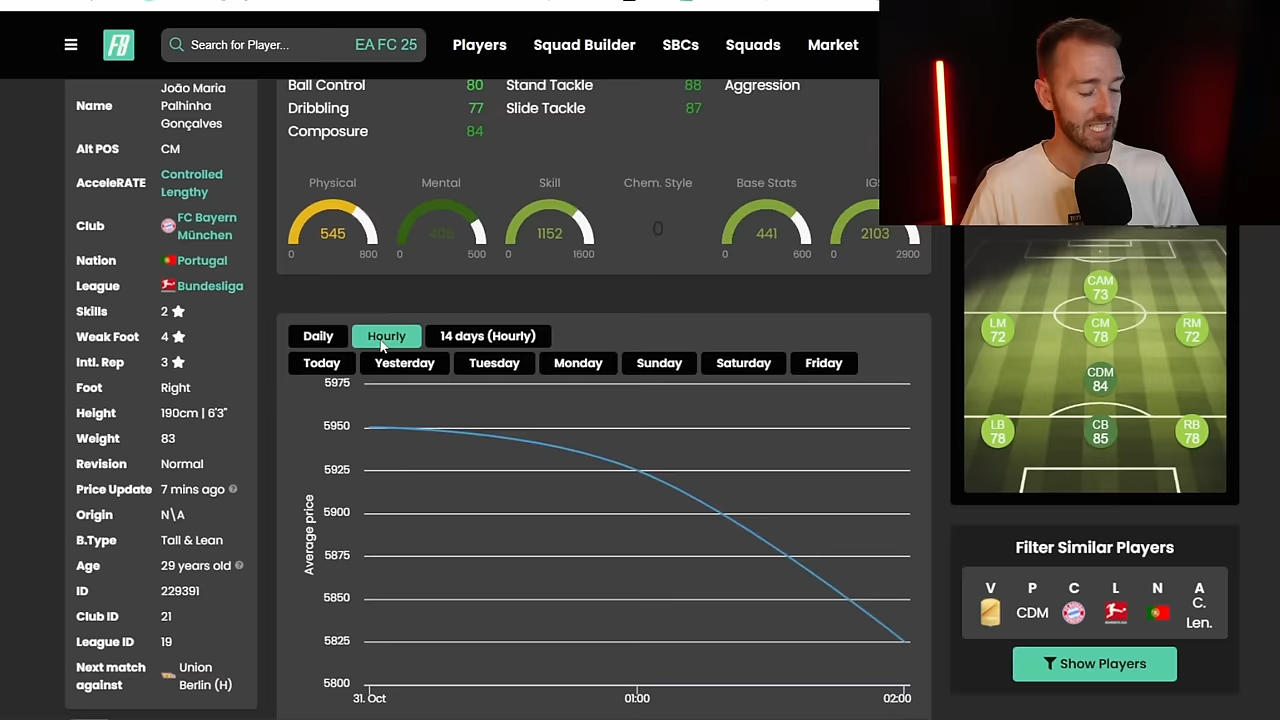 FB
Search for Player...
EA FC 25
Players
Squad Builder
SBCs
Squads
Market
Name
João Maria
Palhinha
Gonçalves
Alt POS
CM
AcceleRATE
Controlled
Lengthy
Club
FC Bayern
München
Nation
Portugal
League
Bundesliga
Skills
2
Weak Foot
4
Intl. Rep
3
Foot
Right
Height
190cm | 6'3"
Weight
83
Revision
Normal
Price Update
7 mins ago
Origin
N\A
B.Type
Tall & Lean
Age
29 years old
ID
229391
Club ID
21
League ID
19
Next match
against
Union
Berlin (H)
Ball Control
80
Dribbling
77
Composure
84
Stand Tackle
88
Slide Tackle
87
Aggression
Physical
545
0
800
Mental
405
0
500
Skill
1152
0
1600
Chem. Style
0
Base Stats
441
0
600
IGS
2103
0
2900
Daily
Hourly
14 days (Hourly)
Today
Yesterday
Tuesday
Monday
Sunday
Saturday
Friday
Average price
5975
5950
5925
5900
5875
5850
5825
5800
31. Oct
01:00
02:00
CAM
73
LM
72
CM
78
RM
72
CDM
84
LB
78
CB
85
RB
78
Filter Similar Players
V
P
C
L
N
A
CDM
C.
Len.
Show Players